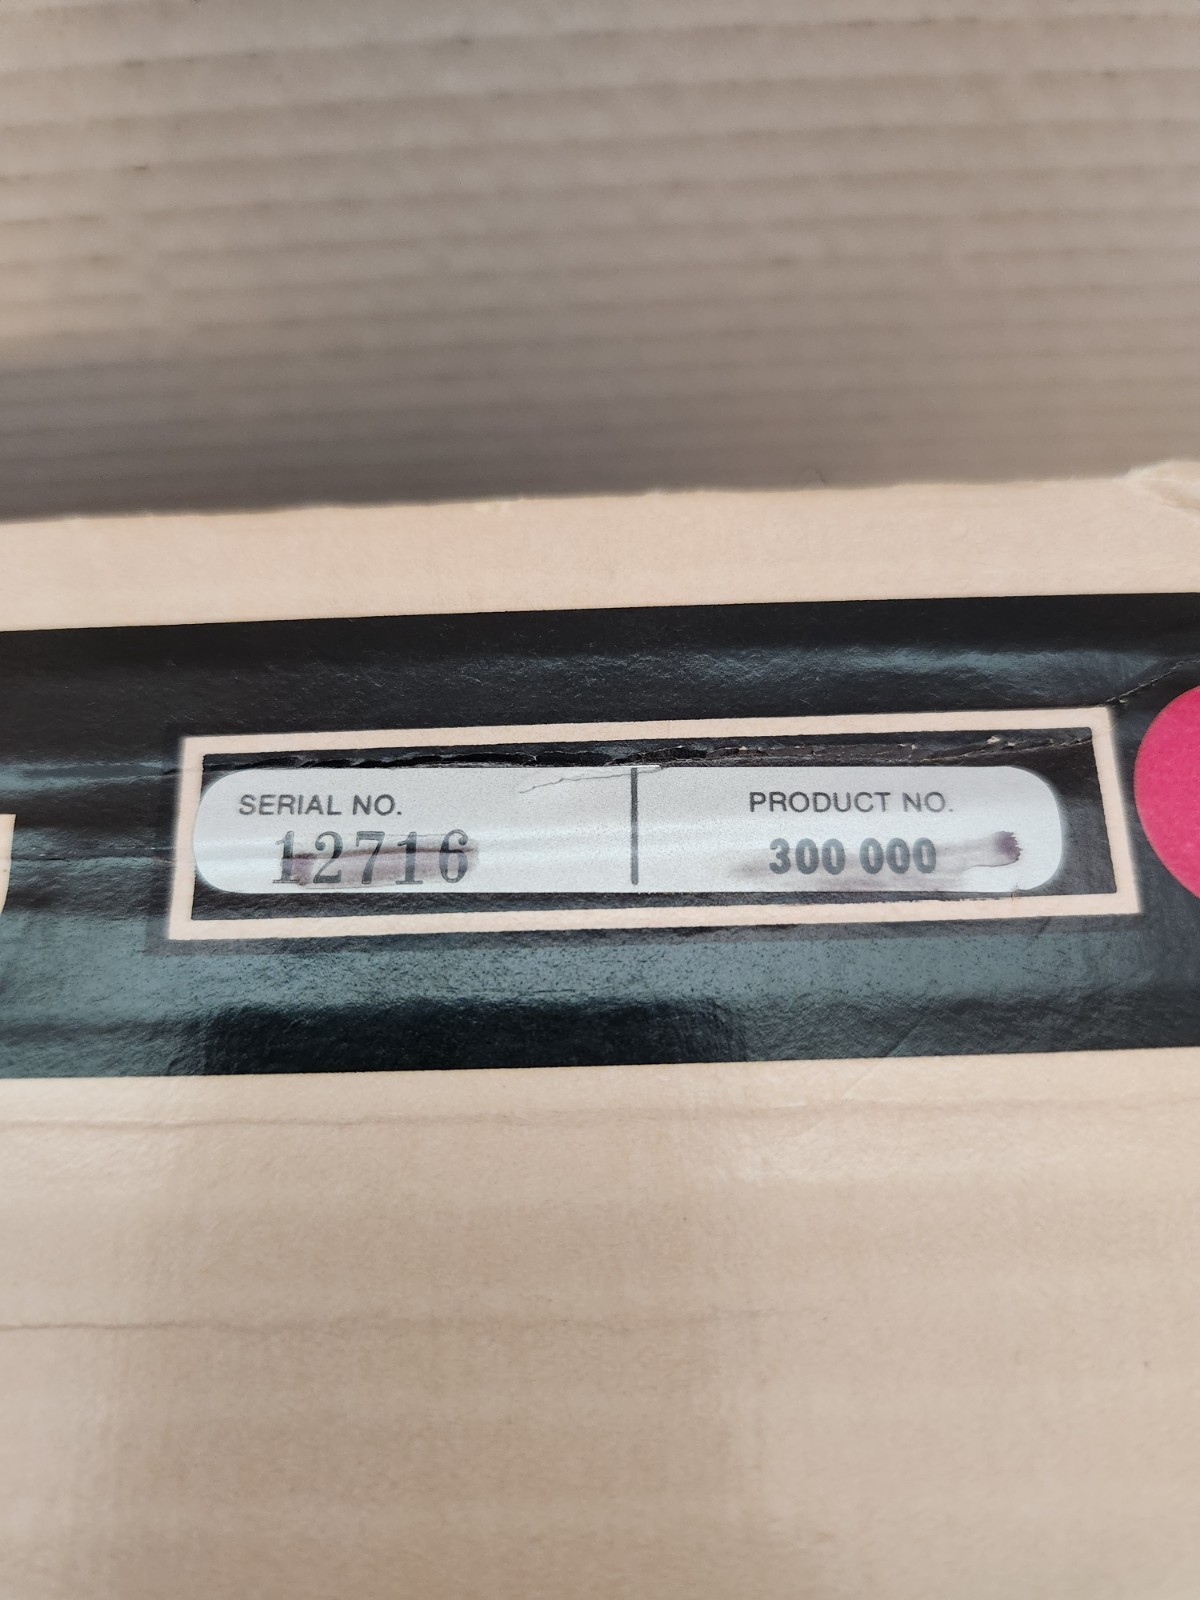 SERIAL NO.
12716
PRODUCT NO.
300 000